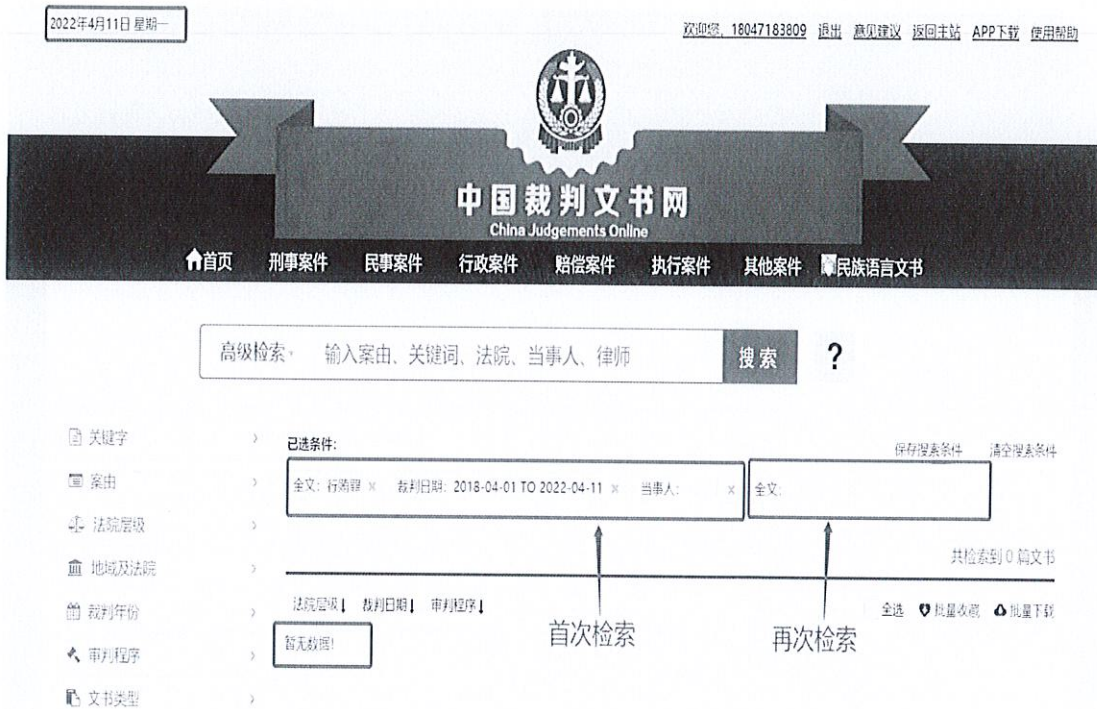 2022年4月11日 星期一
欢迎您，18047183809 退出 意见建议 返回主站 APP下载 使用帮助
中国裁判文书网
China Judgements Online
首页 刑事案件 民事案件 行政案件 赔偿案件 执行案件 其他案件 民族语言文书
高级检索 输入案由、关键词、法院、当事人、律师 搜索 ?
关键字
已选条件:
保存搜索条件 清空搜索条件
案由
全文: 行贿罪 × 裁判日期: 2018-04-01 TO 2022-04-11 × 当事人: × 全文:
法院层级
共检索到 0 篇文书
地域及法院
法院层级 裁判日期 审判程序
全选 批量收藏 批量下载
裁判年份
首次检索 再次检索
暂无数据!
审判程序
文书类型